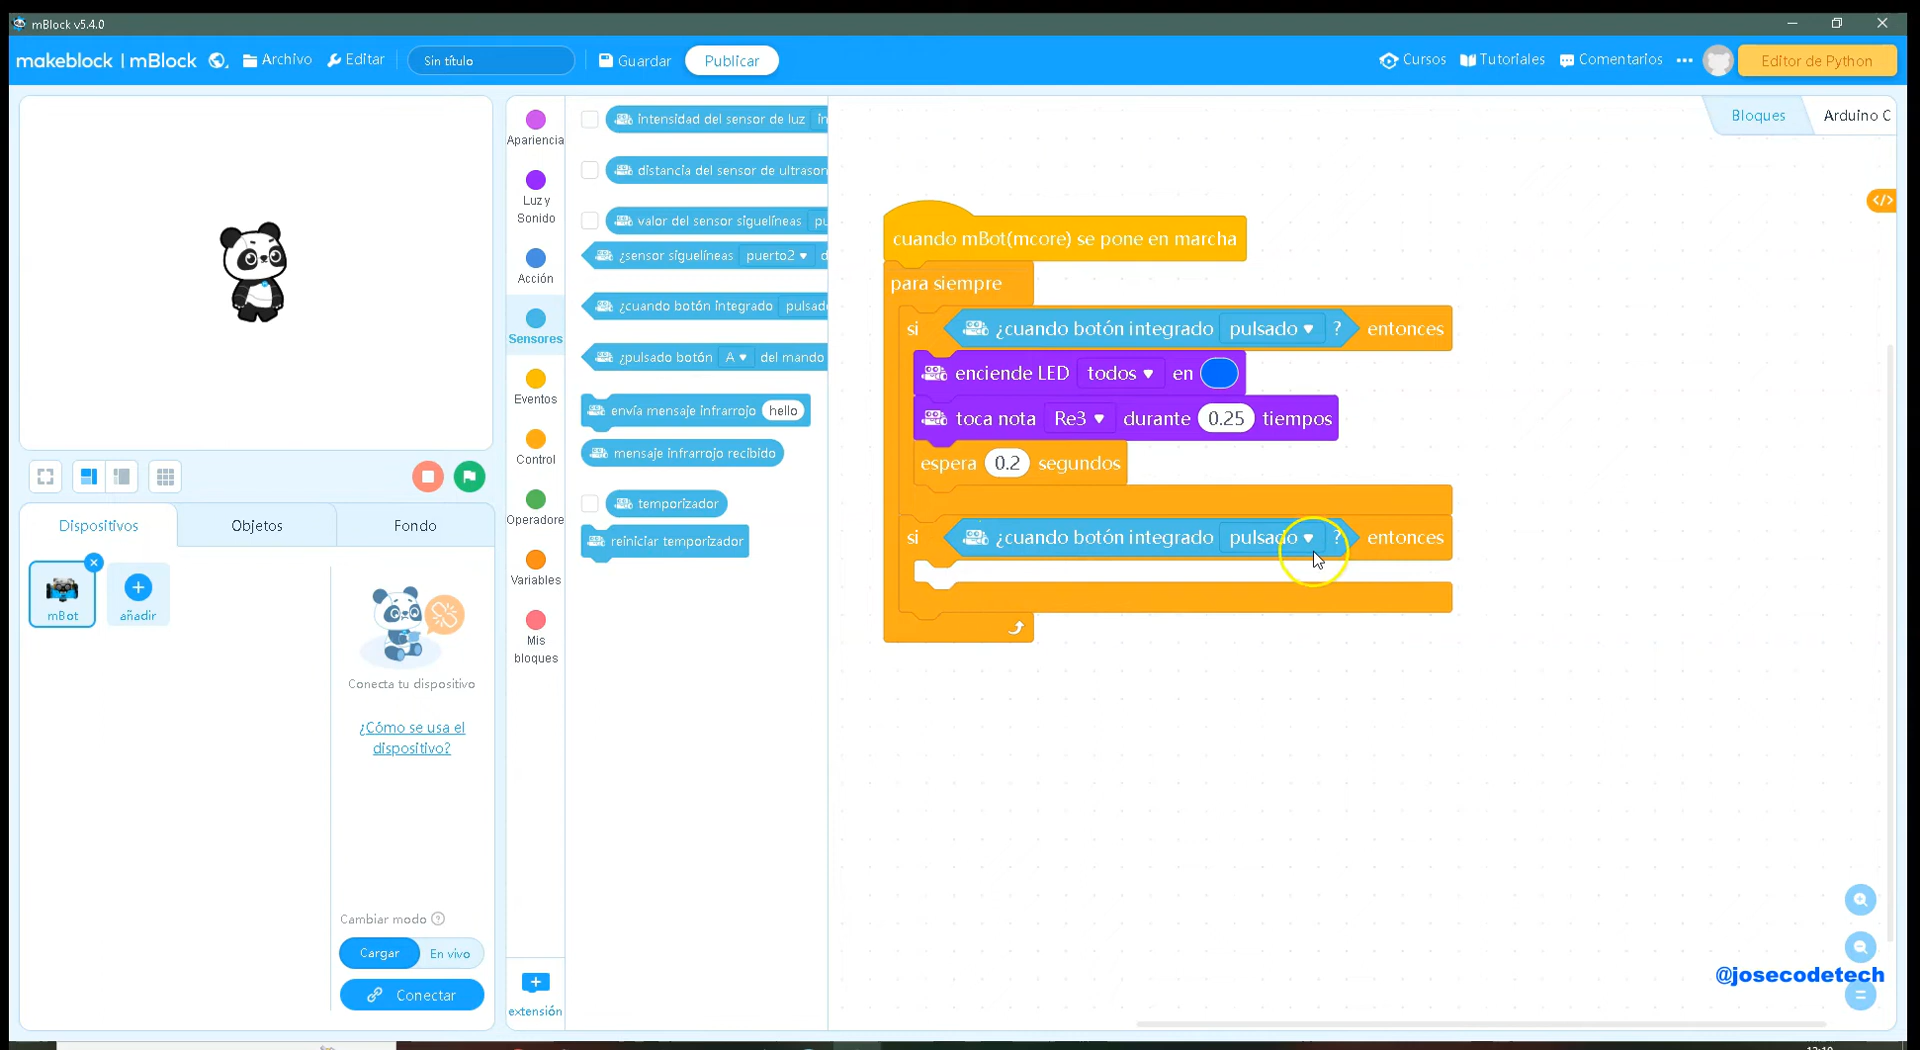 mBlock v5.4.0
makeblock | mBlock
Archivo
Editar
Sin título
Guardar
Publicar
Cursos
Tutoriales
Comentarios
Editor de Python
Apariencia
Luz y
Sonido
Acción
Sensores
Eventos
Control
Operadore
Variables
Mis
bloques
extensión
intensidad del sensor de luz
distancia del sensor de ultrason
valor del sensor siguelíneas pu
¿sensor siguelíneas puerto2 d
¿cuando botón integrado pulsado
¿pulsado botón A del mando
envía mensaje infrarrojo hello
mensaje infrarrojo recibido
temporizador
reiniciar temporizador
Bloques
Arduino C
</>
cuando mBot(mcore) se pone en marcha
para siempre
si ¿cuando botón integrado pulsado ? entonces
enciende LED todos en
toca nota Re3 durante 0.25 tiempos
espera 0.2 segundos
si ¿cuando botón integrado pulsado ? entonces
Dispositivos
Objetos
Fondo
mBot
añadir
Conecta tu dispositivo
¿Cómo se usa el
dispositivo?
Cambiar modo ?
Cargar
En vivo
Conectar
@josecodetech